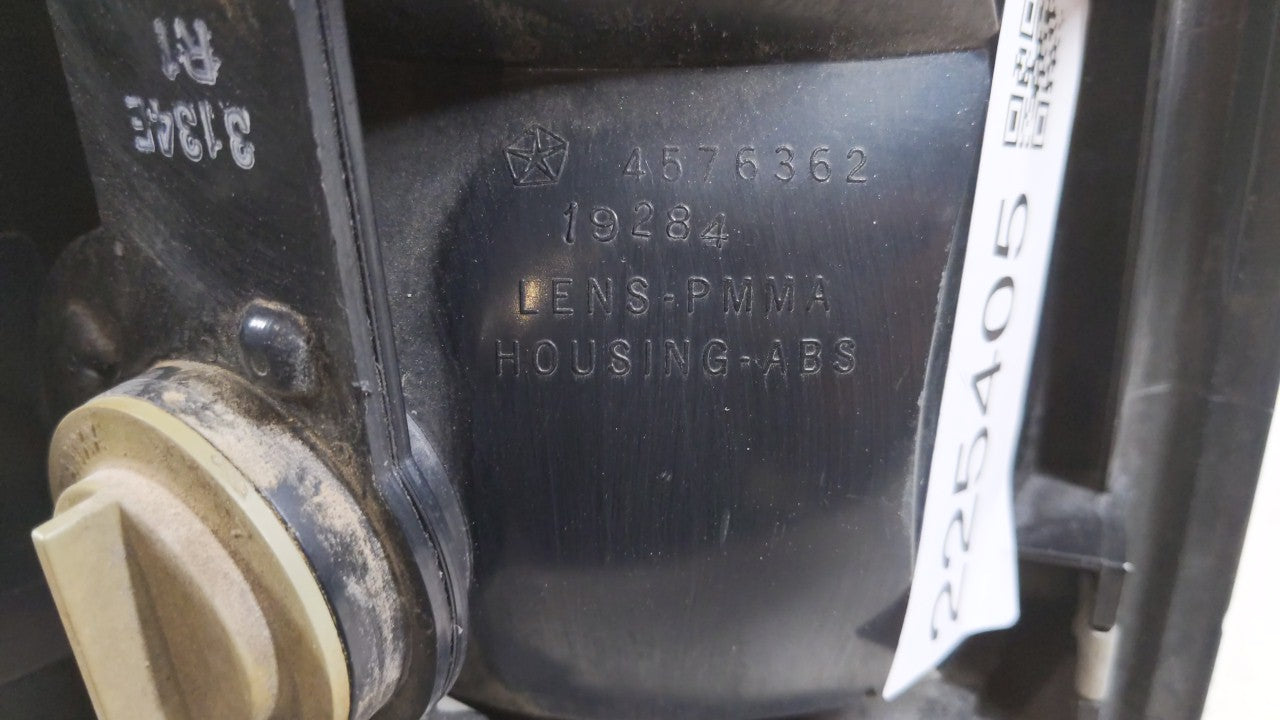 R1
3134E
4576362
19284
LENS-PMMA
HOUSING-ABS
225405